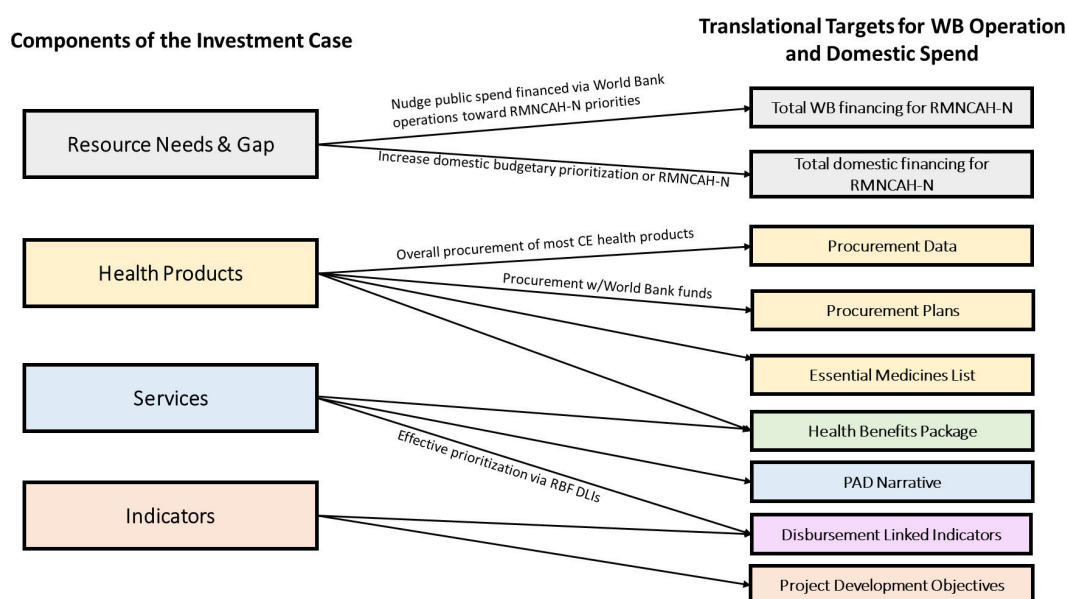 Components of the Investment Case
Translational Targets for WB Operation
and Domestic Spend
Resource Needs & Gap
Nudge public spend financed via World Bank
operations toward RMNCAH-N priorities
Increase domestic budgetary prioritization or RMNCAH-N
Total WB financing for RMNCAH-N
Total domestic financing for
RMNCAH-N
Health Products
Overall procurement of most CE health products
Procurement w/World Bank funds
Procurement Data
Procurement Plans
Essential Medicines List
Services
Effective prioritization via RBF DLIs
Health Benefits Package
PAD Narrative
Indicators
Disbursement Linked Indicators
Project Development Objectives